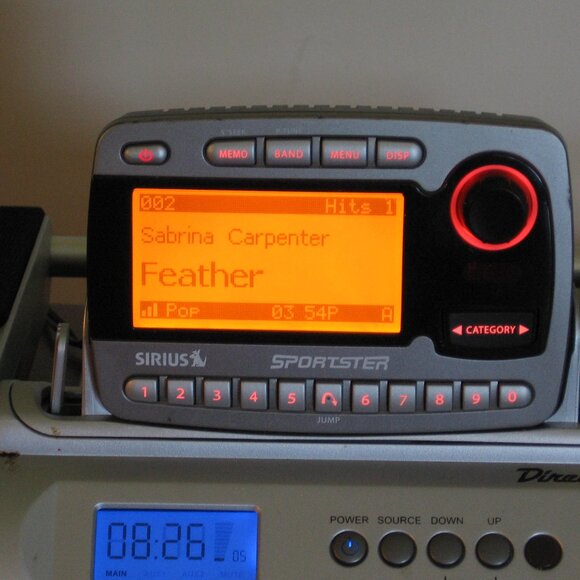 MEMO BAND MENU DISP
002 Hits 1
Sabrina Carpenter
Feather
Pop 03 54P A
◀ CATEGORY ▶
SIRIUS SPORTSTER
1 2 3 4 5 6 7 8 9 0
JUMP
08:26 05
MAIN
POWER SOURCE DOWN UP